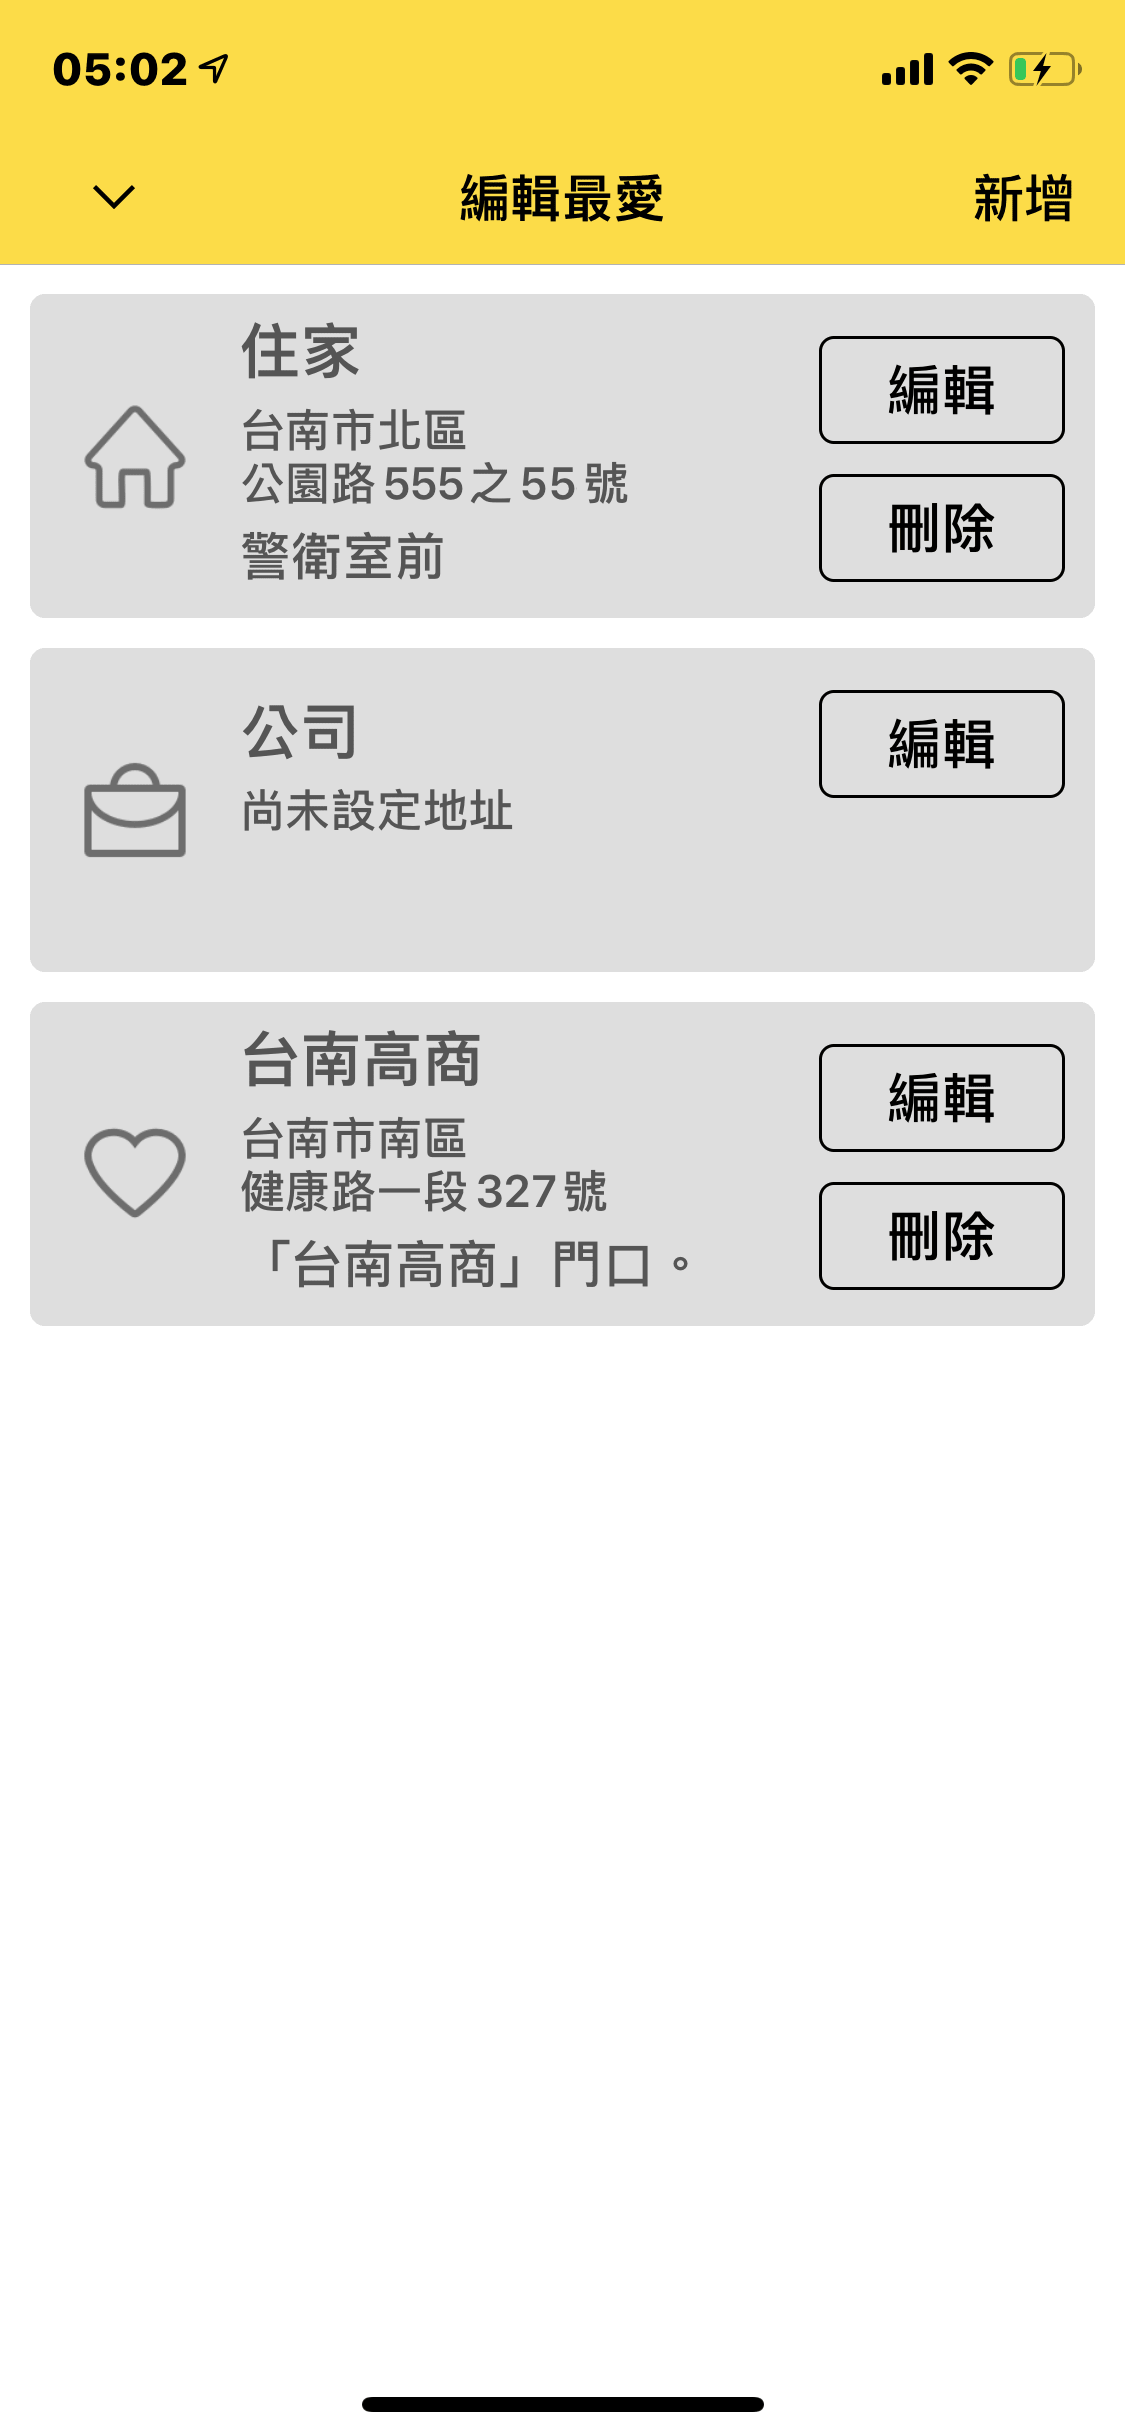 05:02
編輯最愛
新增
住家
台南市北區
公園路555之55號
警衛室前
編輯
刪除
公司
尚未設定地址
編輯
台南高商
台南市南區
健康路一段327號
「台南高商」門口。
編輯
刪除